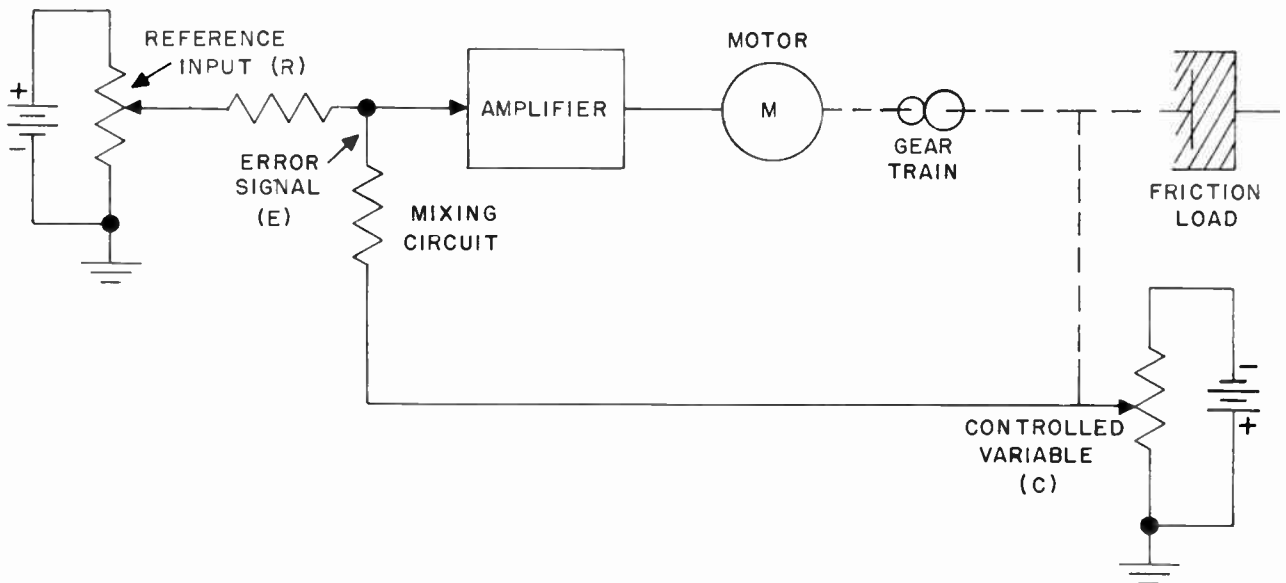 REFERENCE
INPUT (R)
+
-
ERROR
SIGNAL
(E)
MIXING
CIRCUIT
AMPLIFIER
MOTOR
M
GEAR
TRAIN
FRICTION
LOAD
CONTROLLED
VARIABLE
(C)
-
+